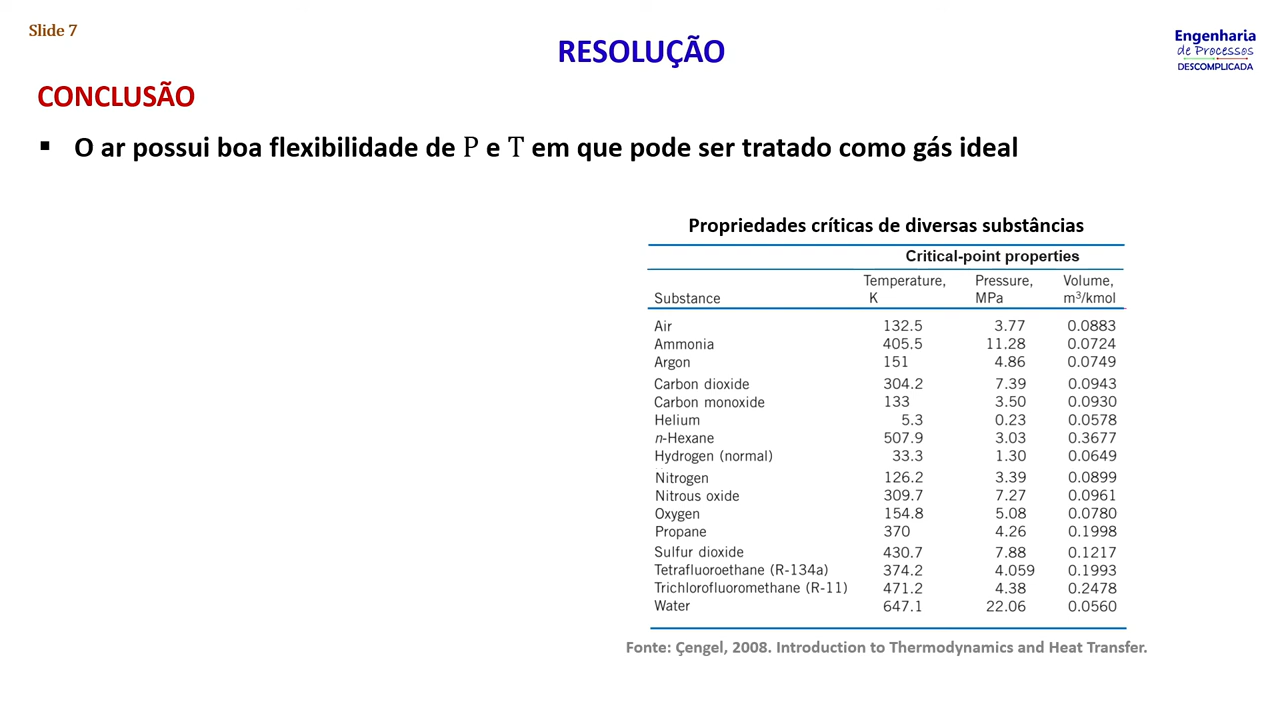 Slide 7
RESOLUÇÃO
Engenharia
de Processos
DESCOMPLICADA
CONCLUSÃO
▪ O ar possui boa flexibilidade de P e T em que pode ser tratado como gás ideal
Propriedades críticas de diversas substâncias
Critical-point properties
Substance Temperature, K Pressure, MPa Volume, m³/kmol
Air 132.5 3.77 0.0883
Ammonia 405.5 11.28 0.0724
Argon 151 4.86 0.0749
Carbon dioxide 304.2 7.39 0.0943
Carbon monoxide 133 3.50 0.0930
Helium 5.3 0.23 0.0578
n-Hexane 507.9 3.03 0.3677
Hydrogen (normal) 33.3 1.30 0.0649
Nitrogen 126.2 3.39 0.0899
Nitrous oxide 309.7 7.27 0.0961
Oxygen 154.8 5.08 0.0780
Propane 370 4.26 0.1998
Sulfur dioxide 430.7 7.88 0.1217
Tetrafluoroethane (R-134a) 374.2 4.059 0.1993
Trichlorofluoromethane (R-11) 471.2 4.38 0.2478
Water 647.1 22.06 0.0560
Fonte: Çengel, 2008. Introduction to Thermodynamics and Heat Transfer.